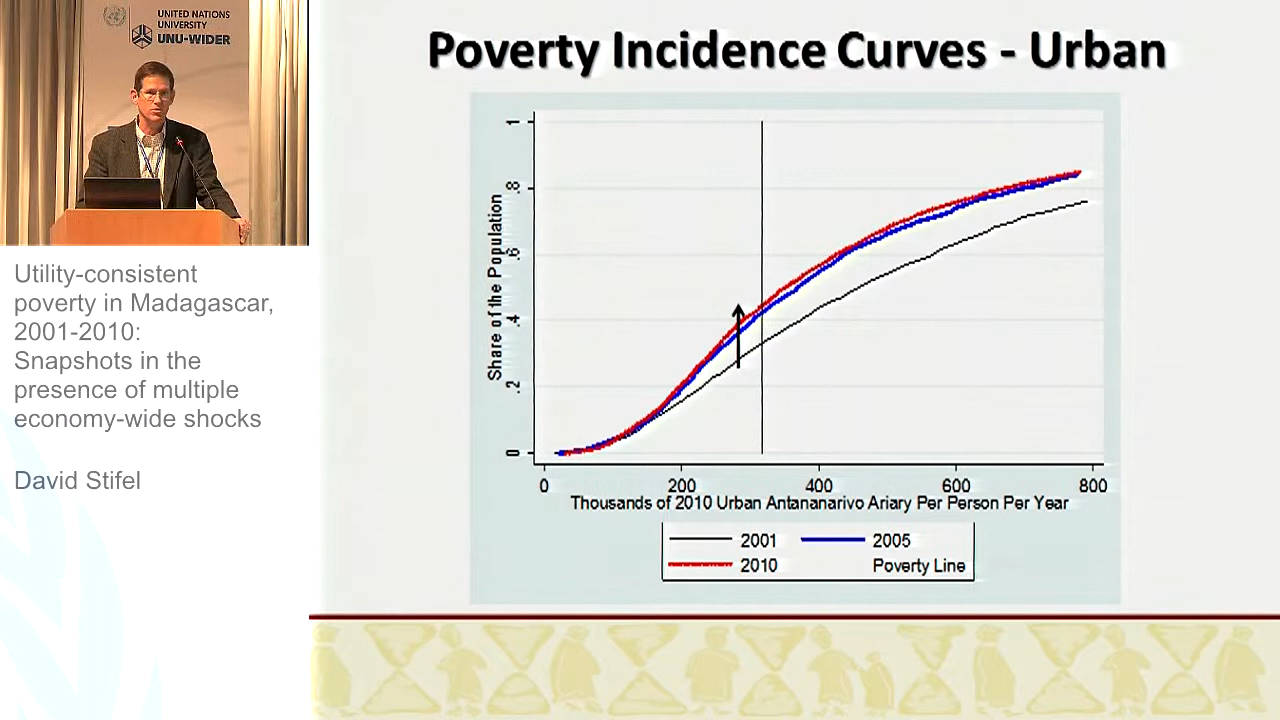 UNITED NATIONS
UNIVERSITY
UNU-WIDER
Utility-consistent
poverty in Madagascar,
2001-2010:
Snapshots in the
presence of multiple
economy-wide shocks
David Stifel
Poverty Incidence Curves - Urban
Share of the Population
1
.8
.6
.4
.2
0
0 200 400 600 800
Thousands of 2010 Urban Antananarivo Ariary Per Person Per Year
2001 2005
2010 Poverty Line